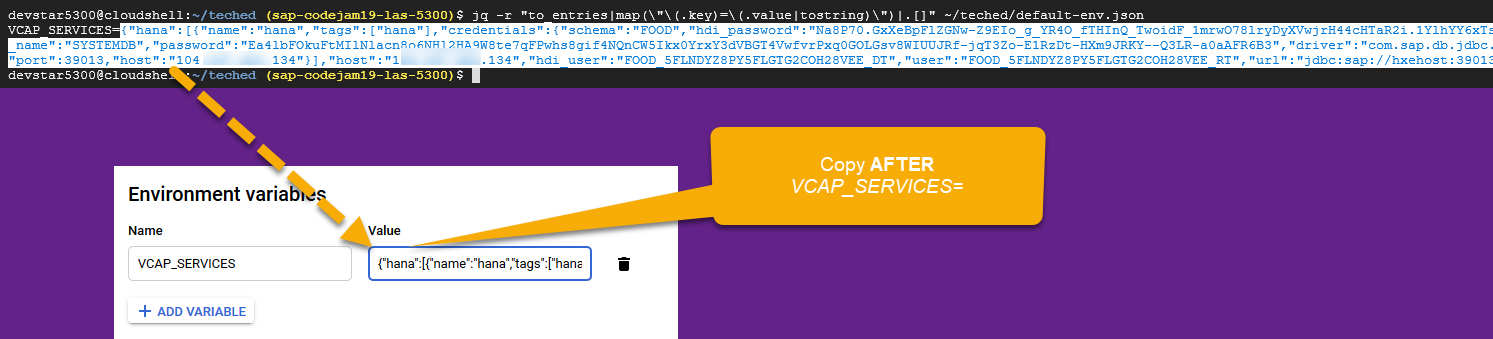 devstar5300@cloudshell:~/teched (sap-codejam19-las-5300)$ jq -r "to_entries|map(\"\(.key)=\(.value|tostring)\")|.[]" ~/teched/default-env.json
VCAP_SERVICES={"hana":[{"name":"hana","tags":["hana"],"credentials":{"schema":"FOOD","hdi_password":"Na8P70.GxXeBpFlZGNw-Z9EIo_g_YR4O_fTHInQ_TwoidF_1mrwO78lryDyXVwjrH44cHTaR2i.1YlhYY6xTs
_name":"SYSTEMDB","password":"Ea4lbFOkuFtMIlNlacn8o6NHl2HA9W8te7qFPwhs8gif4NQnCW5Ikx0YrxY3dVBGT4VwfvrPxq0GOLGsv8WIUUJRf-jqT3Zo-E1RzDt-HXm9JRKY--Q3LR-a0aAFR6B3","driver":"com.sap.db.jdbc.
"port":39013,"host":"104 134"}],"host":"1 .134","hdi_user":"FOOD_5FLNDYZ8PY5FLGTG2COH28VEE_DT","user":"FOOD_5FLNDYZ8PY5FLGTG2COH28VEE_RT","url":"jdbc:sap://hxehost:39013
devstar5300@cloudshell:~/teched (sap-codejam19-las-5300)$
Copy AFTER
VCAP_SERVICES=
Environment variables
Name Value
VCAP_SERVICES {"hana":[{"name":"hana","tags":["hana
ADD VARIABLE